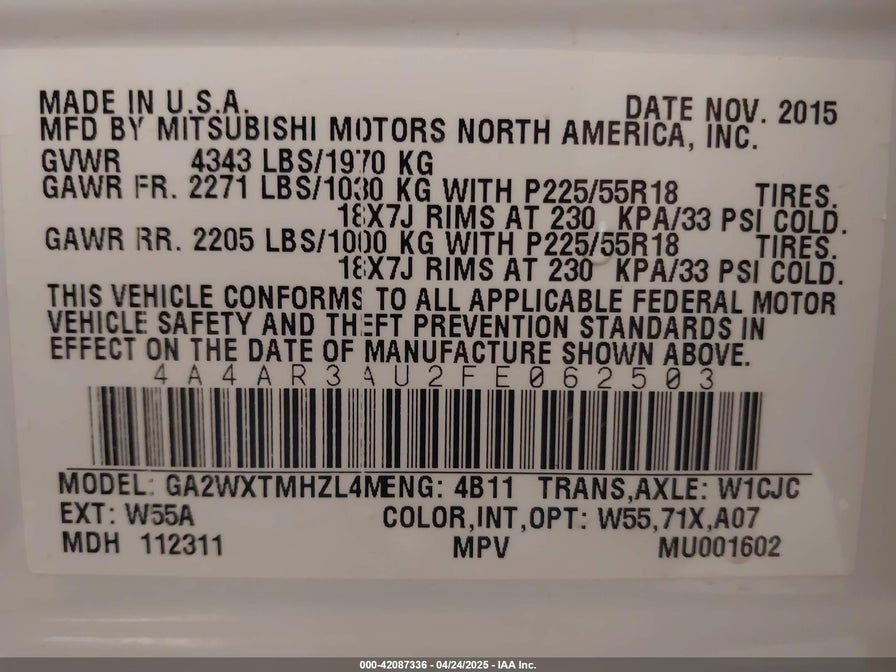 MADE IN U.S.A. DATE NOV. 2015
MFD BY MITSUBISHI MOTORS NORTH AMERICA, INC.
GVWR 4343 LBS/1970 KG
GAWR FR. 2271 LBS/1030 KG WITH P225/55R18 TIRES.
18X7J RIMS AT 230 KPA/33 PSI COLD.
GAWR RR. 2205 LBS/1000 KG WITH P225/55R18 TIRES.
18X7J RIMS AT 230 KPA/33 PSI COLD.
THIS VEHICLE CONFORMS TO ALL APPLICABLE FEDERAL MOTOR
VEHICLE SAFETY AND THEFT PREVENTION STANDARDS IN
EFFECT ON THE DATE OF MANUFACTURE SHOWN ABOVE.
4A4AR3AU2FE062503
MODEL: GA2WXTMHZL4MENG: 4B11 TRANS,AXLE: W1CJC
EXT: W55A COLOR,INT,OPT: W55,71X,A07
MDH 112311 MPV MU001602
000-42087336 - 04/24/2025 - IAA Inc.